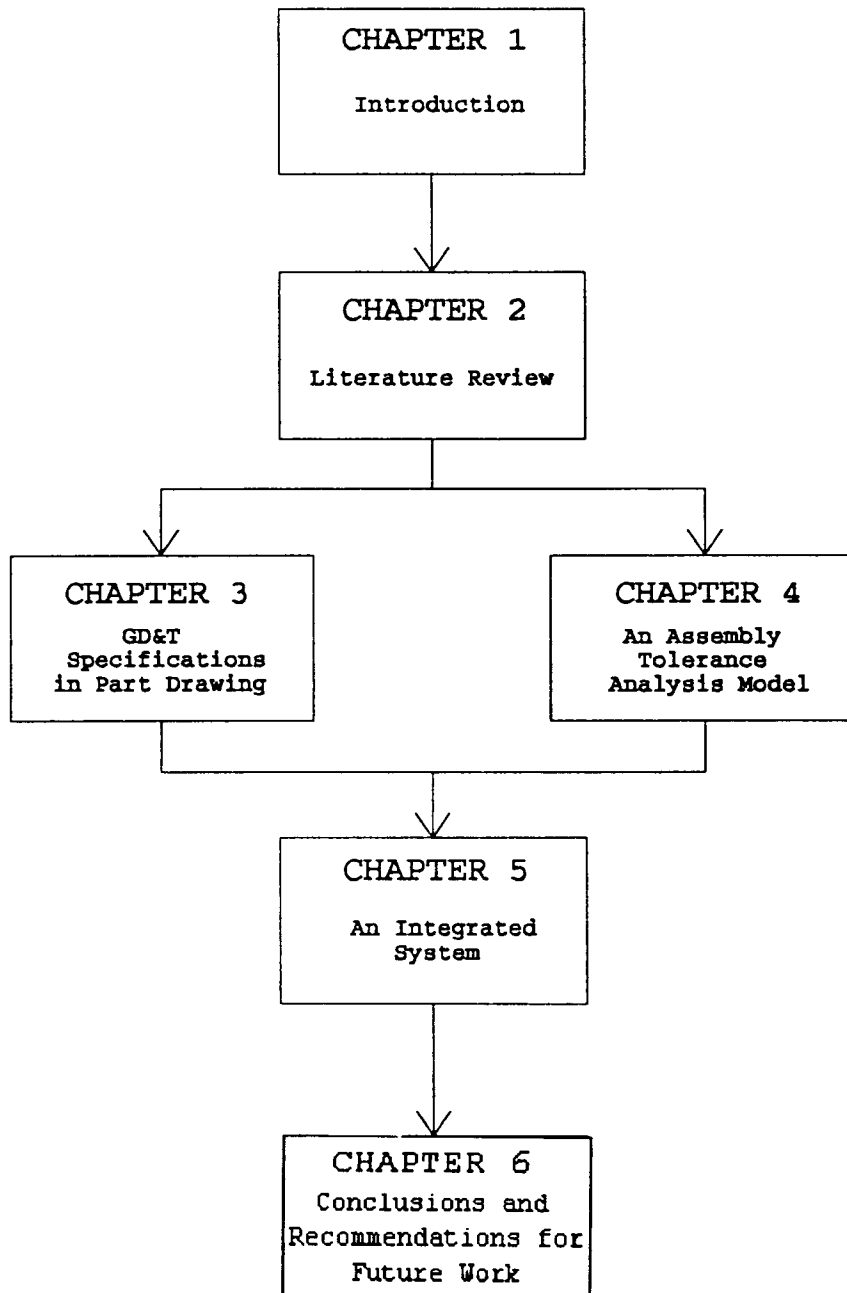 CHAPTER 1
Introduction
CHAPTER 2
Literature Review
CHAPTER 3
GD&T
Specifications
in Part Drawing
CHAPTER 4
An Assembly
Tolerance
Analysis Model
CHAPTER 5
An Integrated
System
CHAPTER 6
Conclusions and
Recommendations for
Future Work